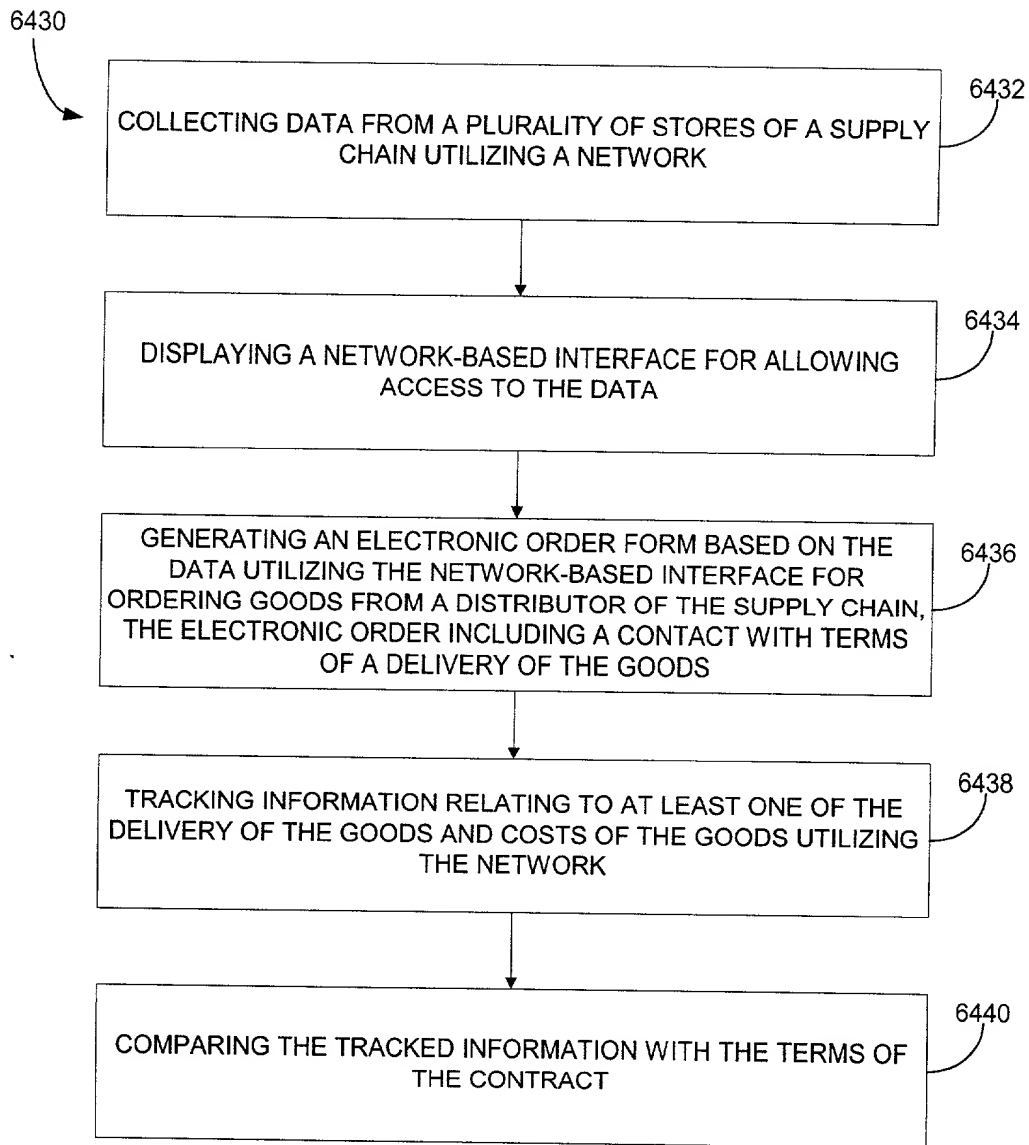 6430
6432
COLLECTING DATA FROM A PLURALITY OF STORES OF A SUPPLY
CHAIN UTILIZING A NETWORK
6434
DISPLAYING A NETWORK-BASED INTERFACE FOR ALLOWING
ACCESS TO THE DATA
GENERATING AN ELECTRONIC ORDER FORM BASED ON THE
DATA UTILIZING THE NETWORK-BASED INTERFACE FOR
ORDERING GOODS FROM A DISTRIBUTOR OF THE SUPPLY CHAIN,
THE ELECTRONIC ORDER INCLUDING A CONTACT WITH TERMS
OF A DELIVERY OF THE GOODS
6436
TRACKING INFORMATION RELATING TO AT LEAST ONE OF THE
DELIVERY OF THE GOODS AND COSTS OF THE GOODS UTILIZING
THE NETWORK
6438
COMPARING THE TRACKED INFORMATION WITH THE TERMS OF
THE CONTRACT
6440